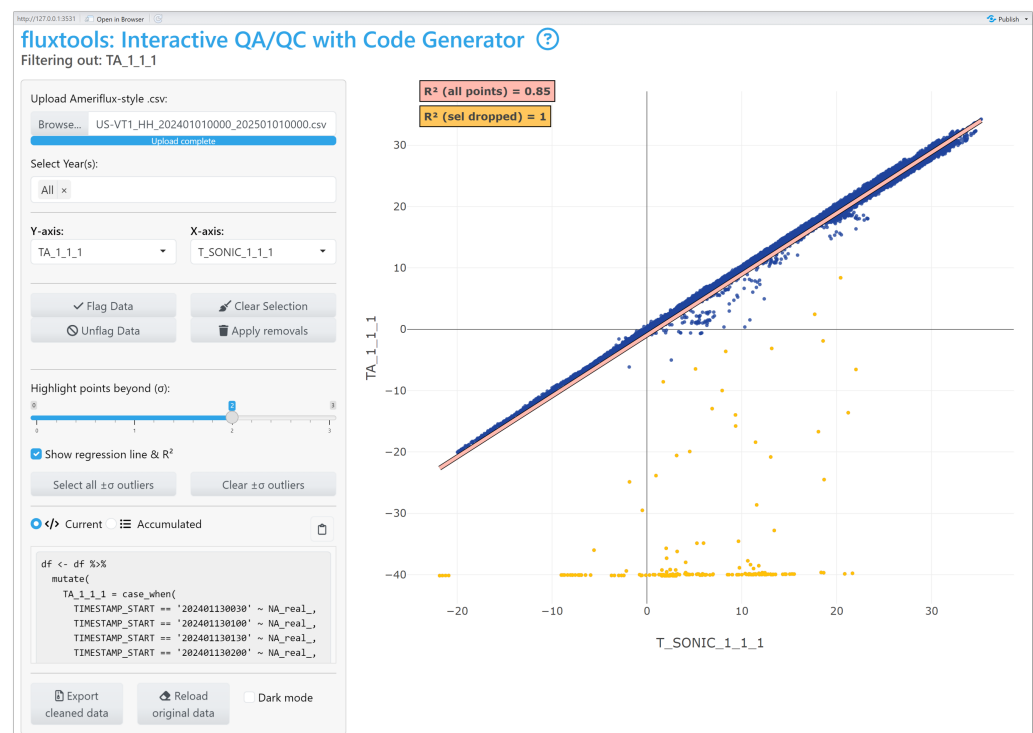 http://127.0.0.1:3531 Open in Browser Publish
fluxtools: Interactive QA/QC with Code Generator ?
Filtering out: TA_1_1_1
Upload Ameriflux-style .csv:
Browse... US-VT1_HH_202401010000_202501010000.csv
Upload complete
Select Year(s):
All ×
Y-axis: X-axis:
TA_1_1_1 T_SONIC_1_1_1
Flag Data Clear Selection
Unflag Data Apply removals
Highlight points beyond (σ):
0 2 3
0 1 2 3
Show regression line & R²
Select all ±σ outliers Clear ±σ outliers
</> Current Accumulated
df <- df %>%
mutate(
TA_1_1_1 = case_when(
TIMESTAMP_START == '202401130030' ~ NA_real_,
TIMESTAMP_START == '202401130100' ~ NA_real_,
TIMESTAMP_START == '202401130130' ~ NA_real_,
TIMESTAMP_START == '202401130200' ~ NA_real_,
Export cleaned data
Reload original data
Dark mode
R² (all points) = 0.85
R² (sel dropped) = 1
30
20
10
0
−10
−20
−30
−40
TA_1_1_1
−20 −10 0 10 20 30
T_SONIC_1_1_1